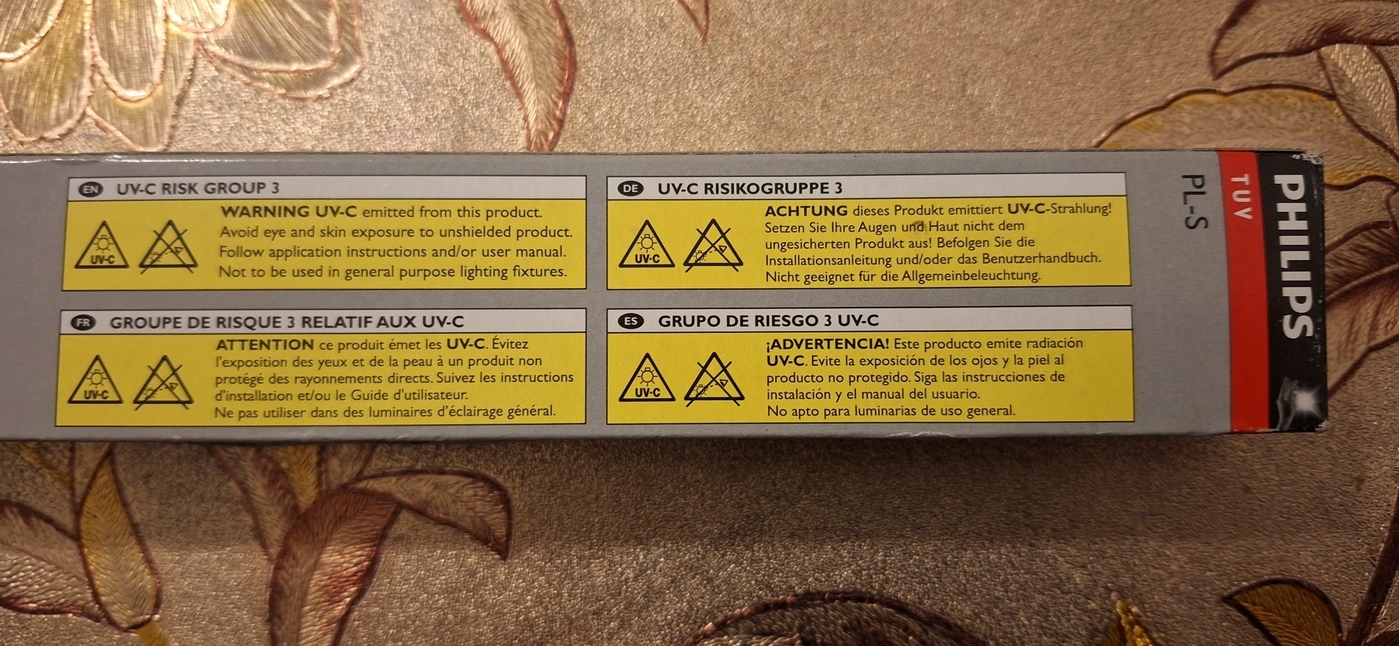 EN UV-C RISK GROUP 3
UV-C
WARNING UV-C emitted from this product.
Avoid eye and skin exposure to unshielded product.
Follow application instructions and/or user manual.
Not to be used in general purpose lighting fixtures.
DE UV-C RISIKOGRUPPE 3
UV-C
ACHTUNG dieses Produkt emittiert UV-C-Strahlung!
Setzen Sie Ihre Augen und Haut nicht dem
ungesicherten Produkt aus! Befolgen Sie die
Installationsanleitung und/oder das Benutzerhandbuch.
Nicht geeignet für die Allgemeinbeleuchtung.
FR GROUPE DE RISQUE 3 RELATIF AUX UV-C
UV-C
ATTENTION ce produit émet les UV-C. Évitez
l'exposition des yeux et de la peau à un produit non
protégé des rayonnements directs. Suivez les instructions
d'installation et/ou le Guide d'utilisateur.
Ne pas utiliser dans des luminaires d'éclairage général.
ES GRUPO DE RIESGO 3 UV-C
UV-C
¡ADVERTENCIA! Este producto emite radiación
UV-C. Evite la exposición de los ojos y la piel al
producto no protegido. Siga las instrucciones de
instalación y el manual del usuario.
No apto para luminarias de uso general.
PL-S
TUV
PHILIPS